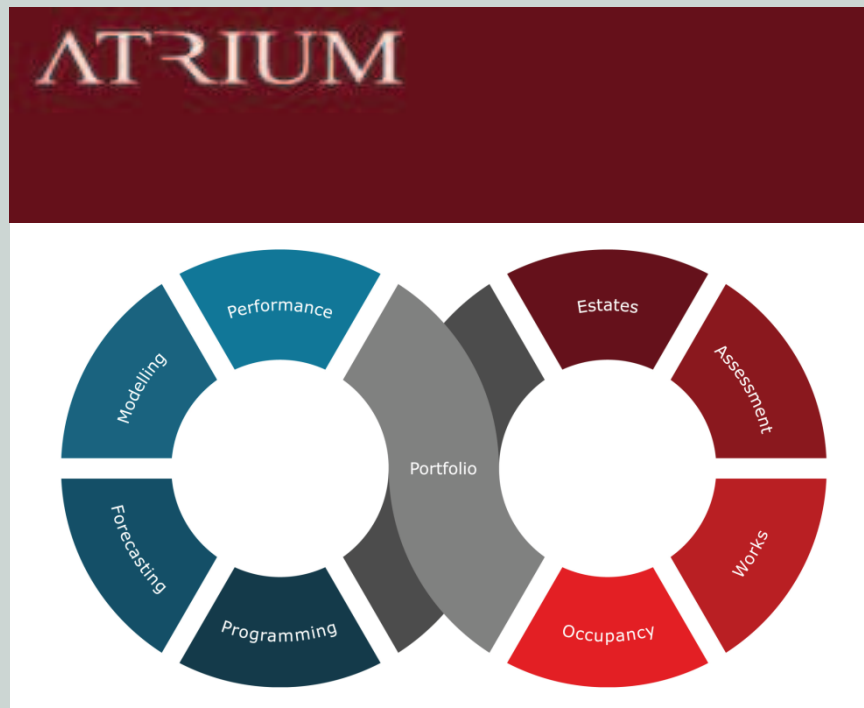 ATRIUM
Performance
Estates
Modelling
Assessment
Portfolio
Forecasting
Works
Programming
Occupancy